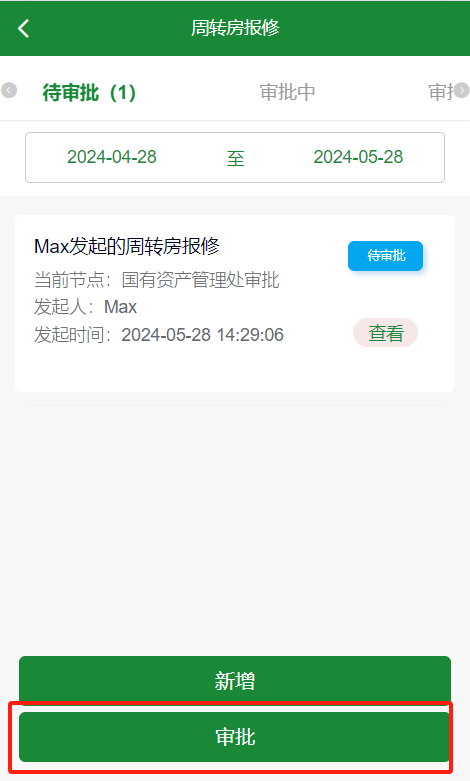 周转房报修
待审批（1） 审批中
2024-04-28 至 2024-05-28
Max发起的周转房报修
待审批
当前节点：国有资产管理处审批
发起人：Max
发起时间：2024-05-28 14:29:06
查看
新增
审批